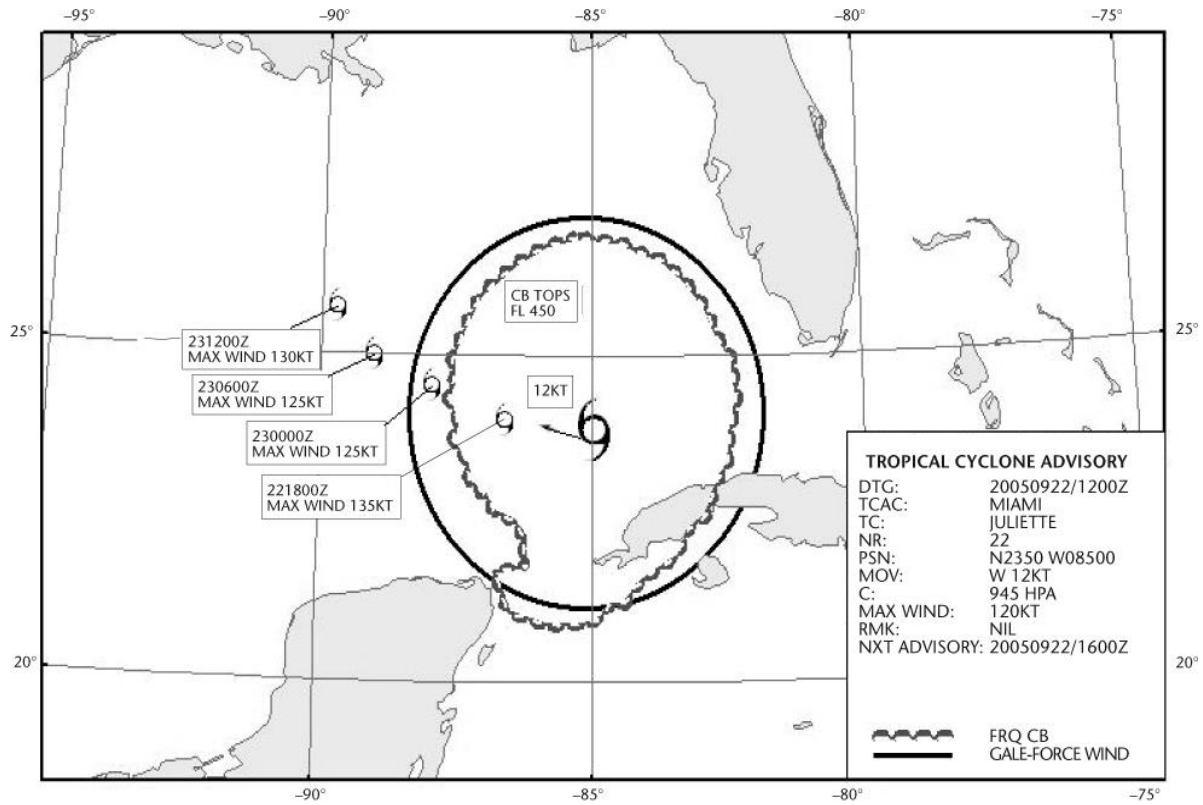 –95° –90° –85° –80° –75°
CB TOPS
FL 450
25° 25°
231200Z
MAX WIND 130KT
230600Z
MAX WIND 125KT
12KT
230000Z
MAX WIND 125KT
221800Z
MAX WIND 135KT
TROPICAL CYCLONE ADVISORY
DTG: 20050922/1200Z
TCAC: MIAMI
TC: JULIETTE
NR: 22
PSN: N2350 W08500
MOV: W 12KT
C: 945 HPA
MAX WIND: 120KT
RMK: NIL
NXT ADVISORY: 20050922/1600Z
20° 20°
FRQ CB
GALE-FORCE WIND
–90° –85° –80° –75°